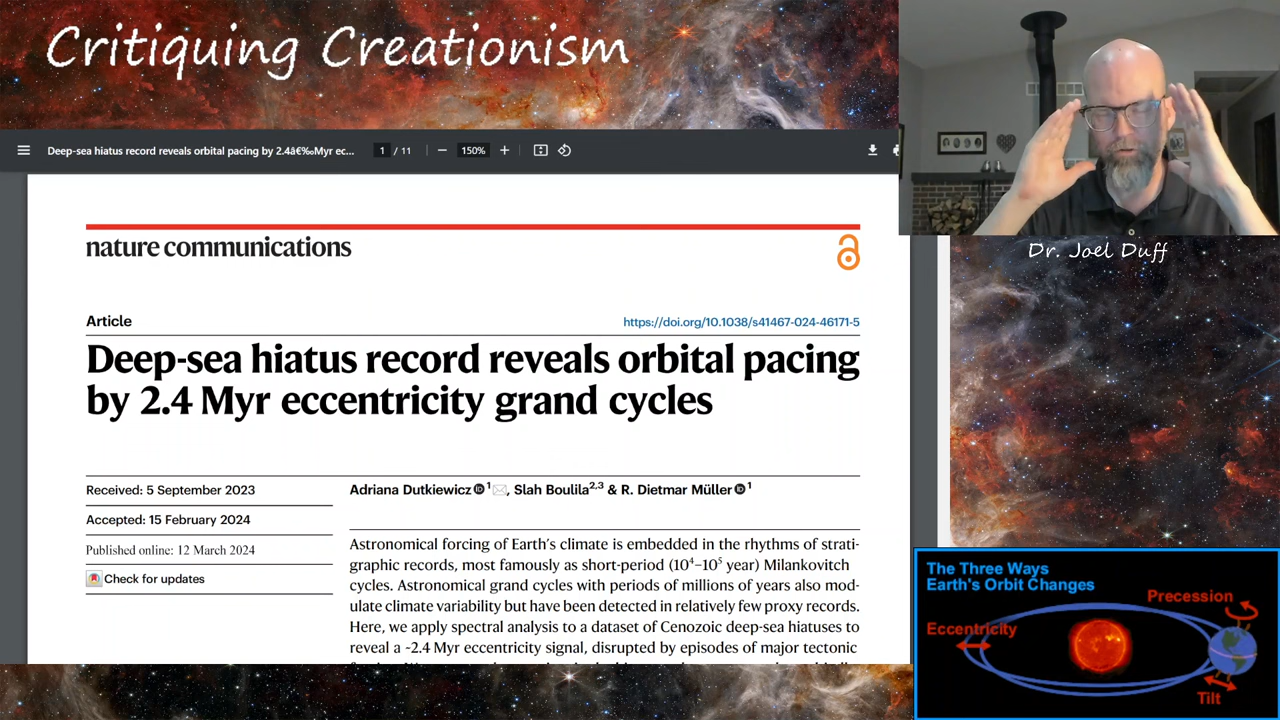 Critiquing Creationism
Deep-sea hiatus record reveals orbital pacing by 2.4â€‰Myr ec...
1 / 11
150%
nature communications
Article
https://doi.org/10.1038/s41467-024-46171-5
Deep-sea hiatus record reveals orbital pacing
by 2.4 Myr eccentricity grand cycles
Received: 5 September 2023
Accepted: 15 February 2024
Published online: 12 March 2024
Check for updates
Adriana Dutkiewicz 1, Slah Boulila2,3 & R. Dietmar Müller 1
Astronomical forcing of Earth's climate is embedded in the rhythms of strati-
graphic records, most famously as short-period (10⁴–10⁵ year) Milankovitch
cycles. Astronomical grand cycles with periods of millions of years also mod-
ulate climate variability but have been detected in relatively few proxy records.
Here, we apply spectral analysis to a dataset of Cenozoic deep-sea hiatuses to
reveal a ~2.4 Myr eccentricity signal, disrupted by episodes of major tectonic
Dr. Joel Duff
The Three Ways
Earth's Orbit Changes
Precession
Eccentricity
Tilt